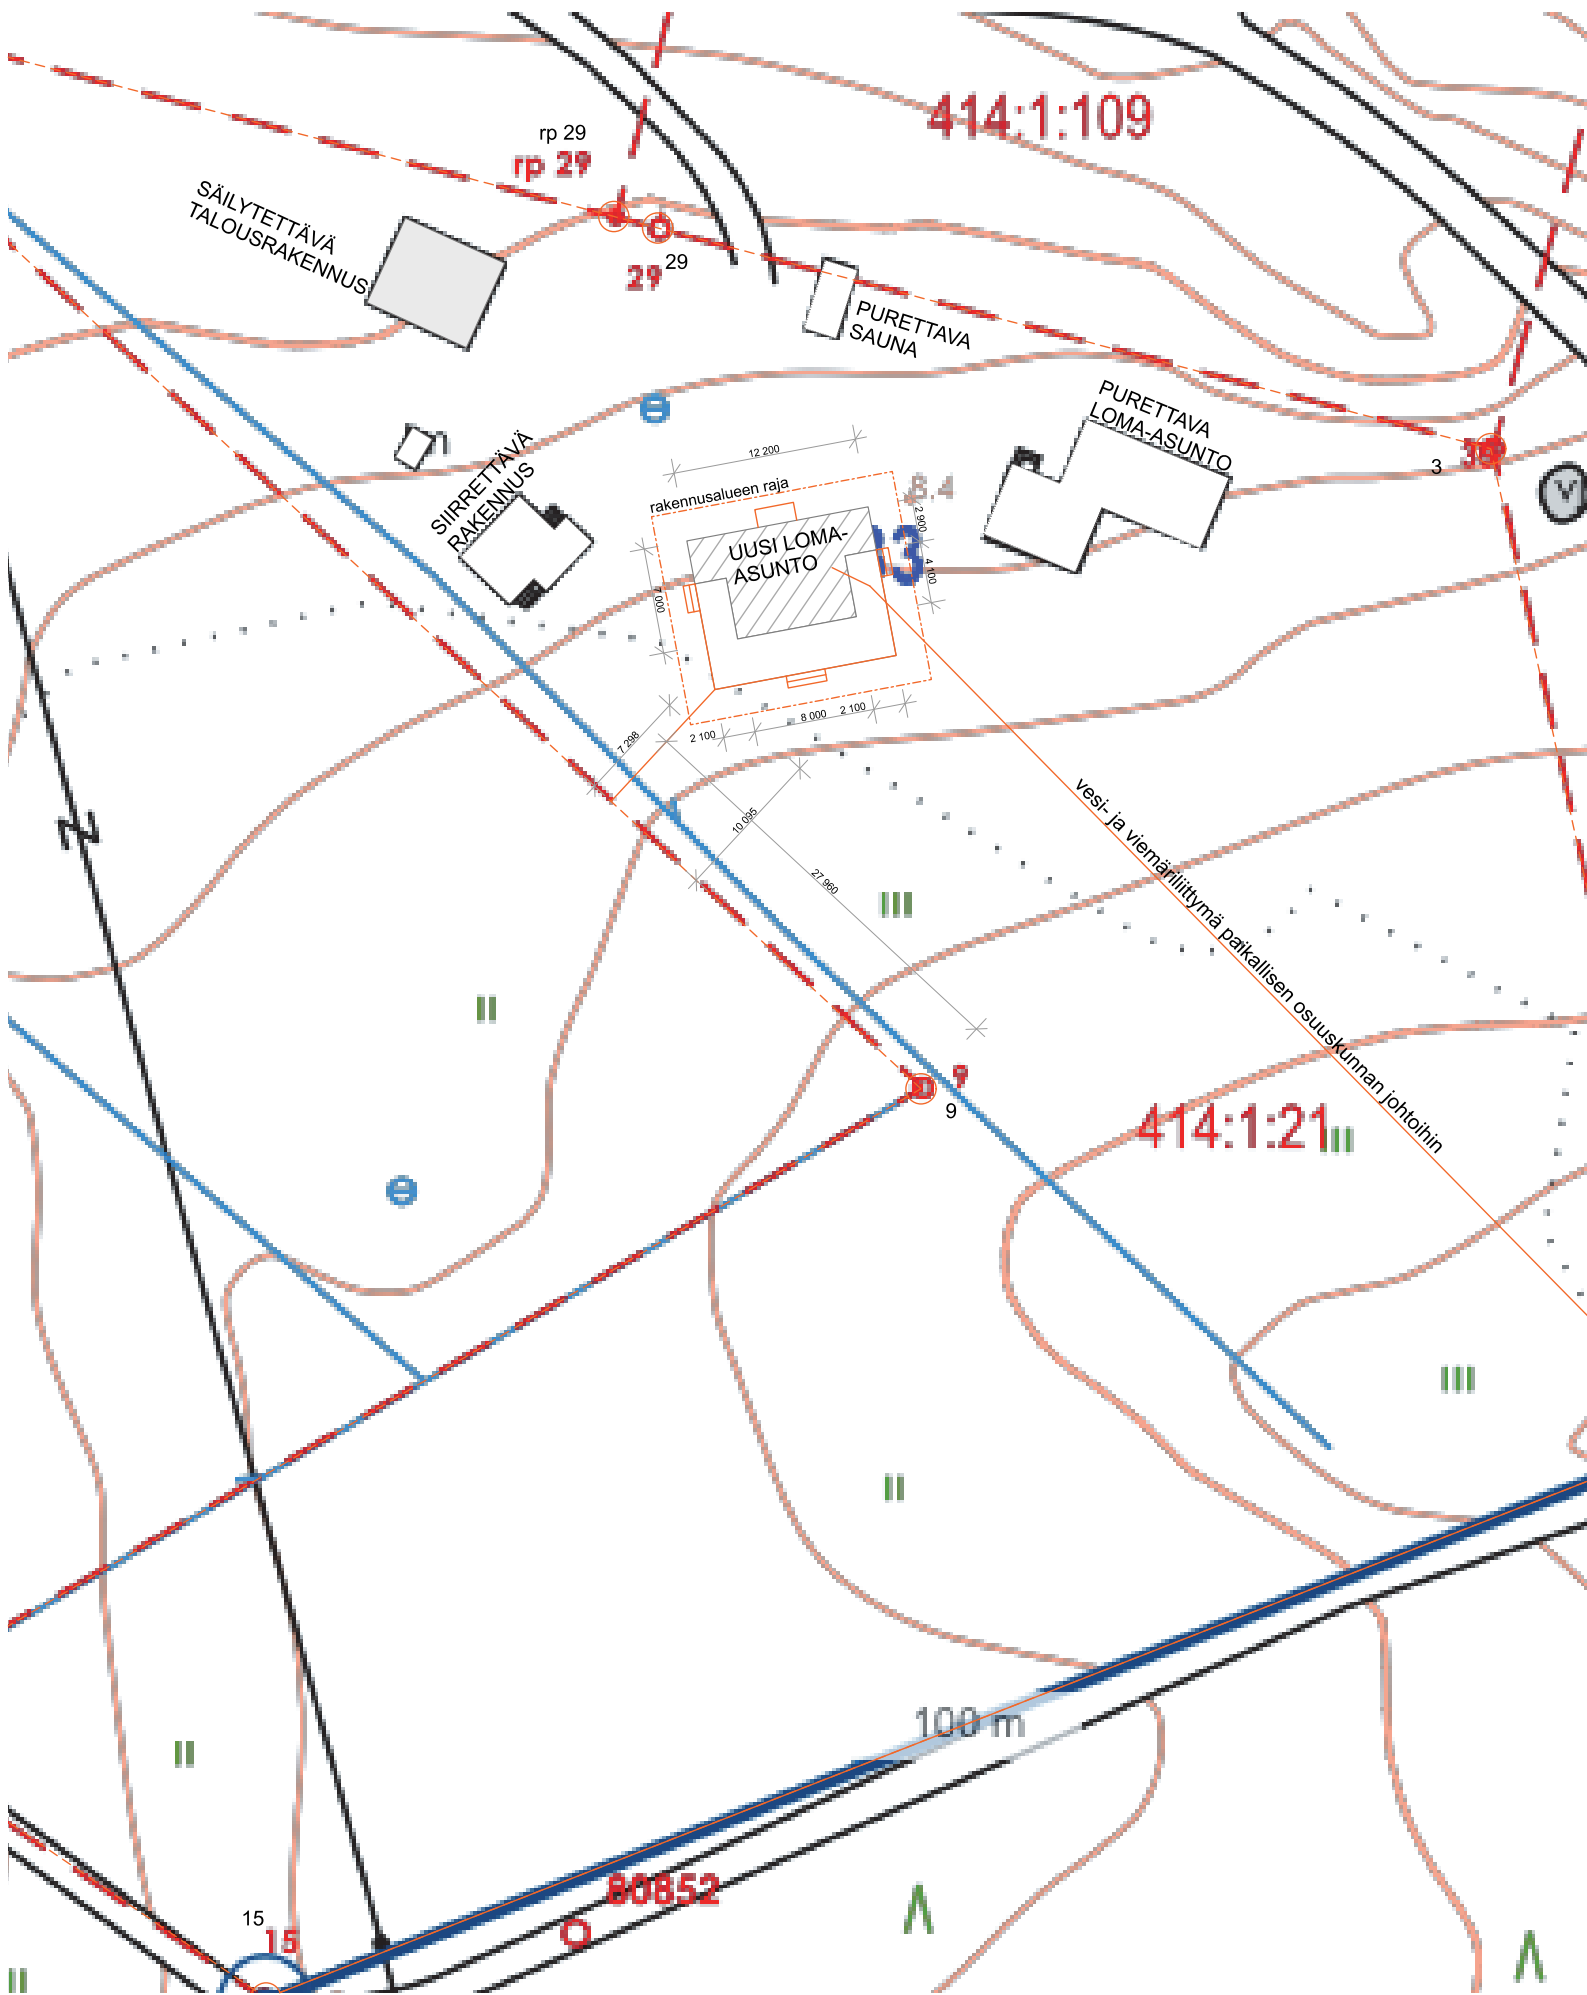 414:1:109
rp 29
rp 29
SÄILYTETTÄVÄ
TALOUSRAKENNUS
29
29
PURETTAVA
SAUNA
PURETTAVA
LOMA-ASUNTO
3
V
SIIRRETTÄVÄ
RAKENNUS
12 200
rakennusalueen raja
3.4
2 900
UUSI LOMA-
ASUNTO
3
4 100
7 000
8 000
2 100
2 100
7 298
10 095
27 960
vesi- ja viemäriliittymä paikallisen osuuskunnan johtoihin
Z
III
II
9
9
414:1:21
III
III
II
100 m
II
80852
15
15
II